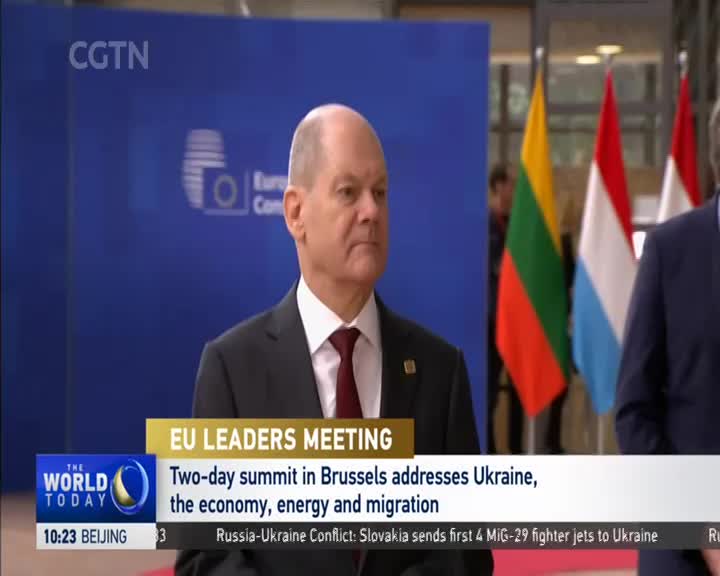 CGTN
EU LEADERS MEETING
Two-day summit in Brussels addresses Ukraine,
the economy, energy and migration
THE
WORLD
TODAY
10:23 BEIJING
Russia-Ukraine Conflict: Slovakia sends first 4 MiG-29 fighter jets to Ukraine